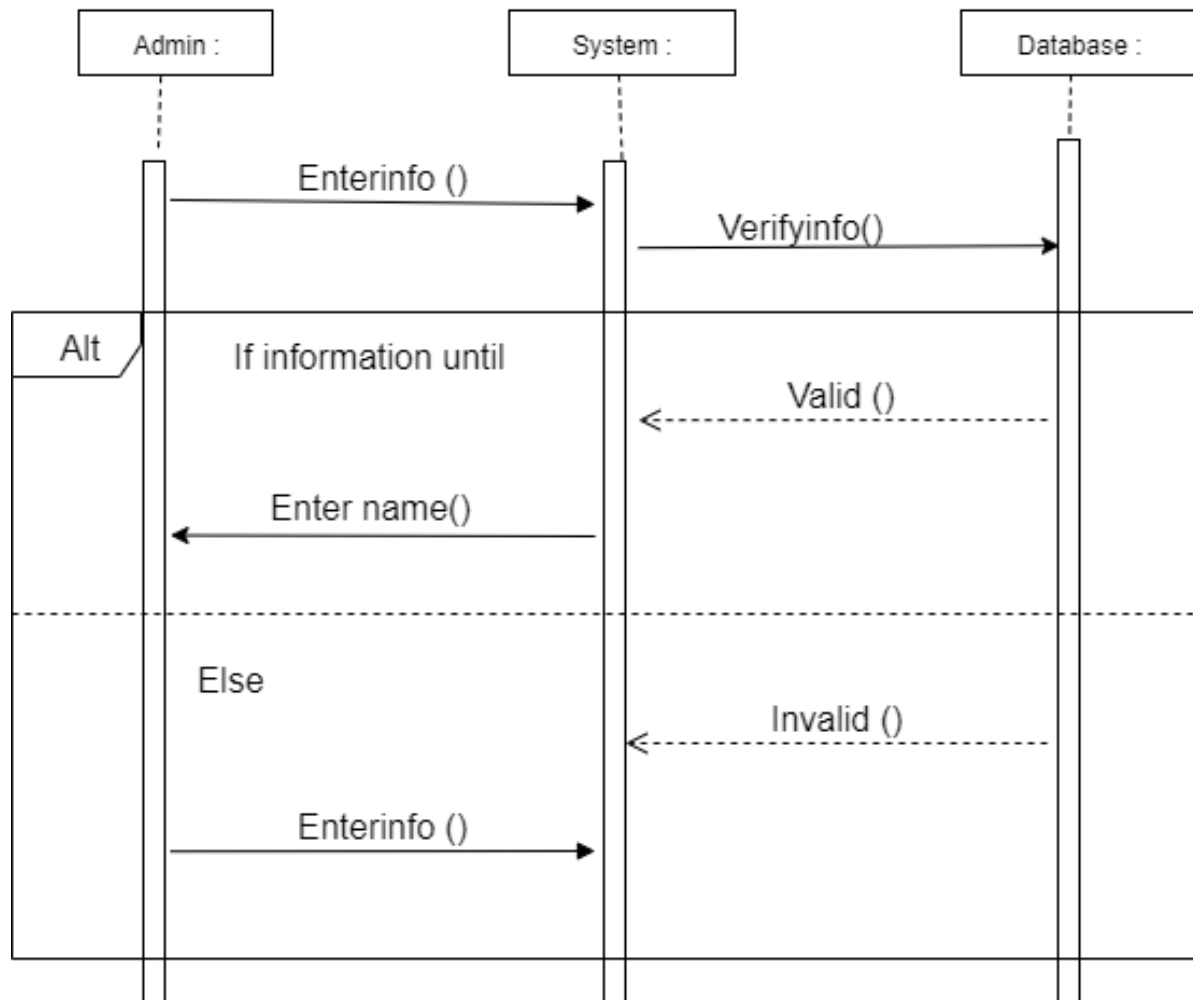 Admin :
System :
Database :
Enterinfo ()
Verifyinfo()
Alt
If information until
Valid ()
Enter name()
Else
Invalid ()
Enterinfo ()